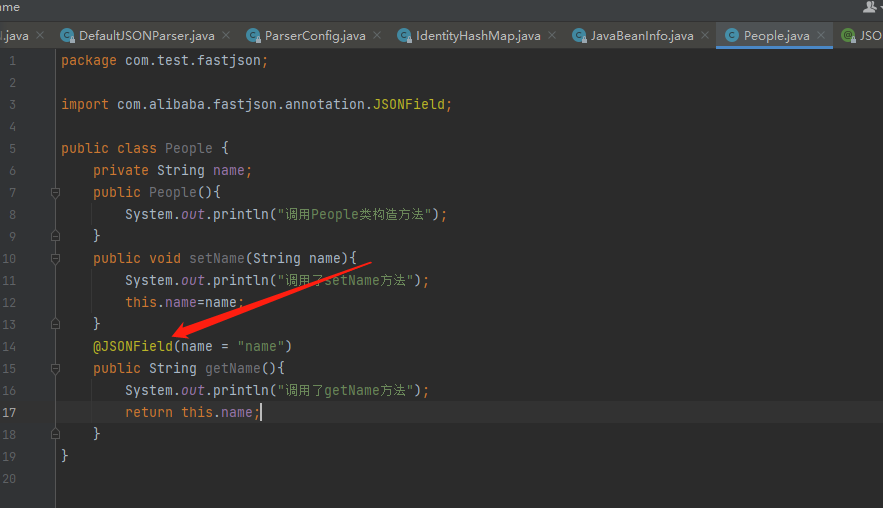 me
.java DefaultJSONParser.java ParserConfig.java IdentityHashMap.java JavaBeanInfo.java People.java JSO
1 package com.test.fastjson;
2
3 import com.alibaba.fastjson.annotation.JSONField;
4
5 public class People {
6 private String name;
7 public People(){
8 System.out.println("调用People类构造方法");
9 }
10 public void setName(String name){
11 System.out.println("调用了setName方法");
12 this.name=name;
13 }
14 @JSONField(name = "name")
15 public String getName(){
16 System.out.println("调用了getName方法");
17 return this.name;
18 }
19 }
20